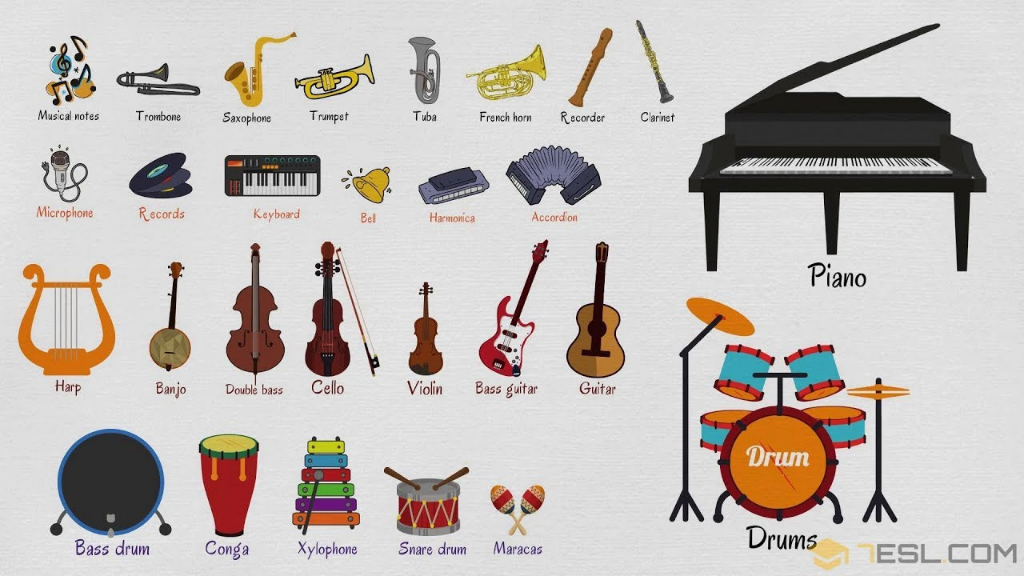 Musical notes
Trombone
Saxophone
Trumpet
Tuba
French horn
Recorder
Clarinet
Microphone
Records
Keyboard
Bell
Harmonica
Accordion
Piano
Harp
Banjo
Double bass
Cello
Violin
Bass guitar
Guitar
Drum
Drums
Bass drum
Conga
Xylophone
Snare drum
Maracas
7ESL.COM